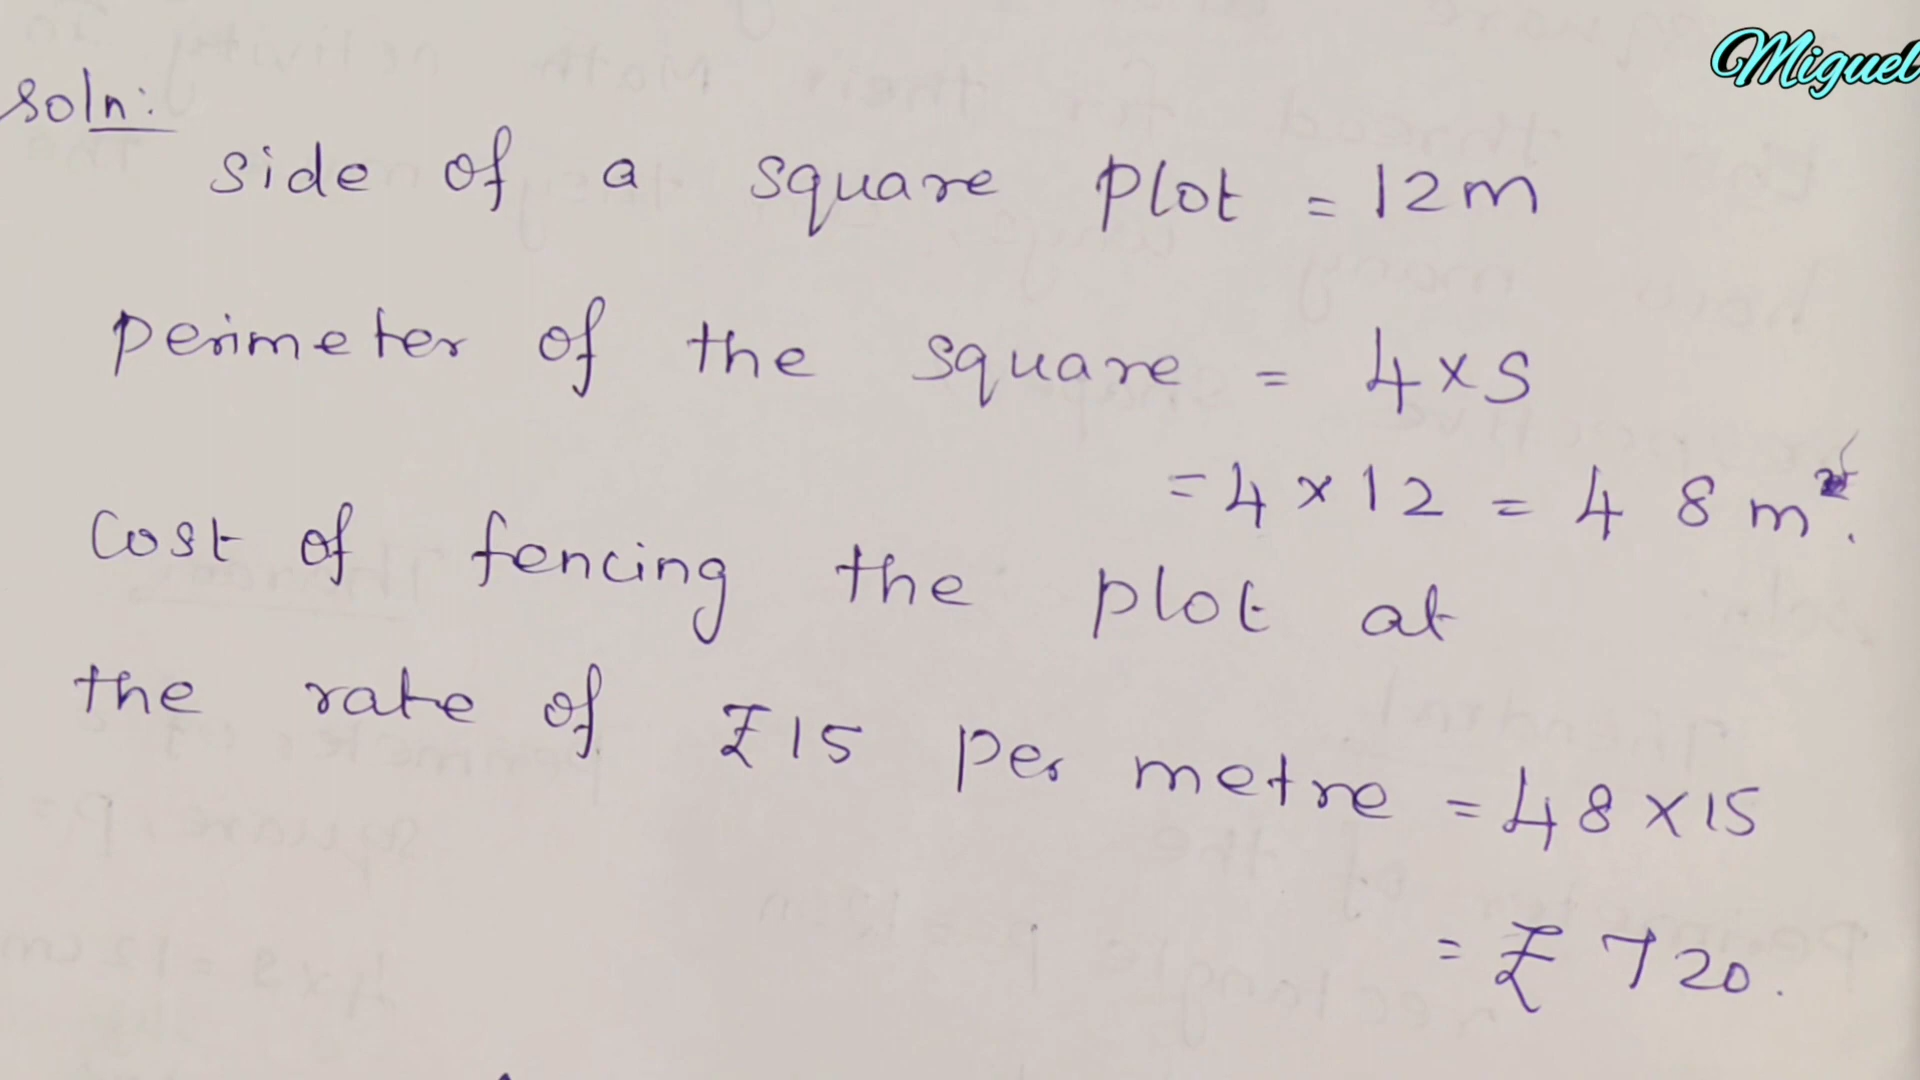 Miguel
soln:
side of a square plot = 12m
perimeter of the square = 4 × s
= 4 × 12 = 48 m.
Cost of fencing the plot at
the rate of ₹15 per metre = 48 × 15
= ₹ 720.